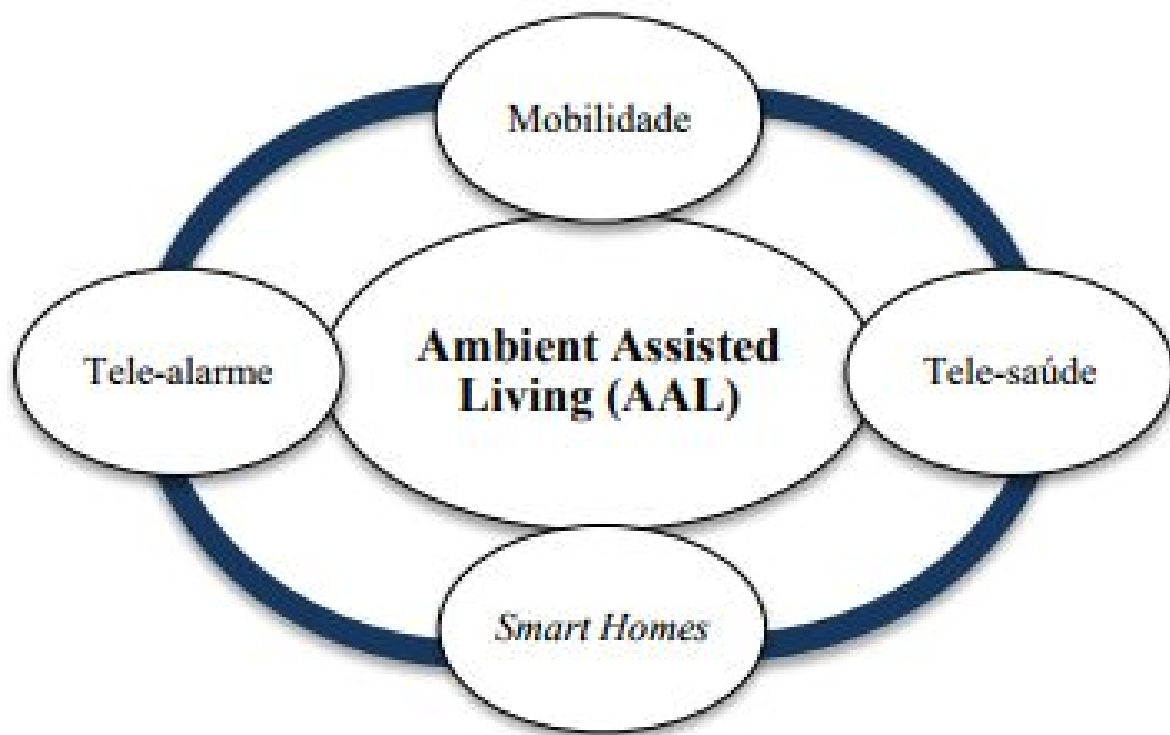 Mobilidade
Ambient Assisted
Living (AAL)
Tele-alarme
Tele-saúde
Smart Homes